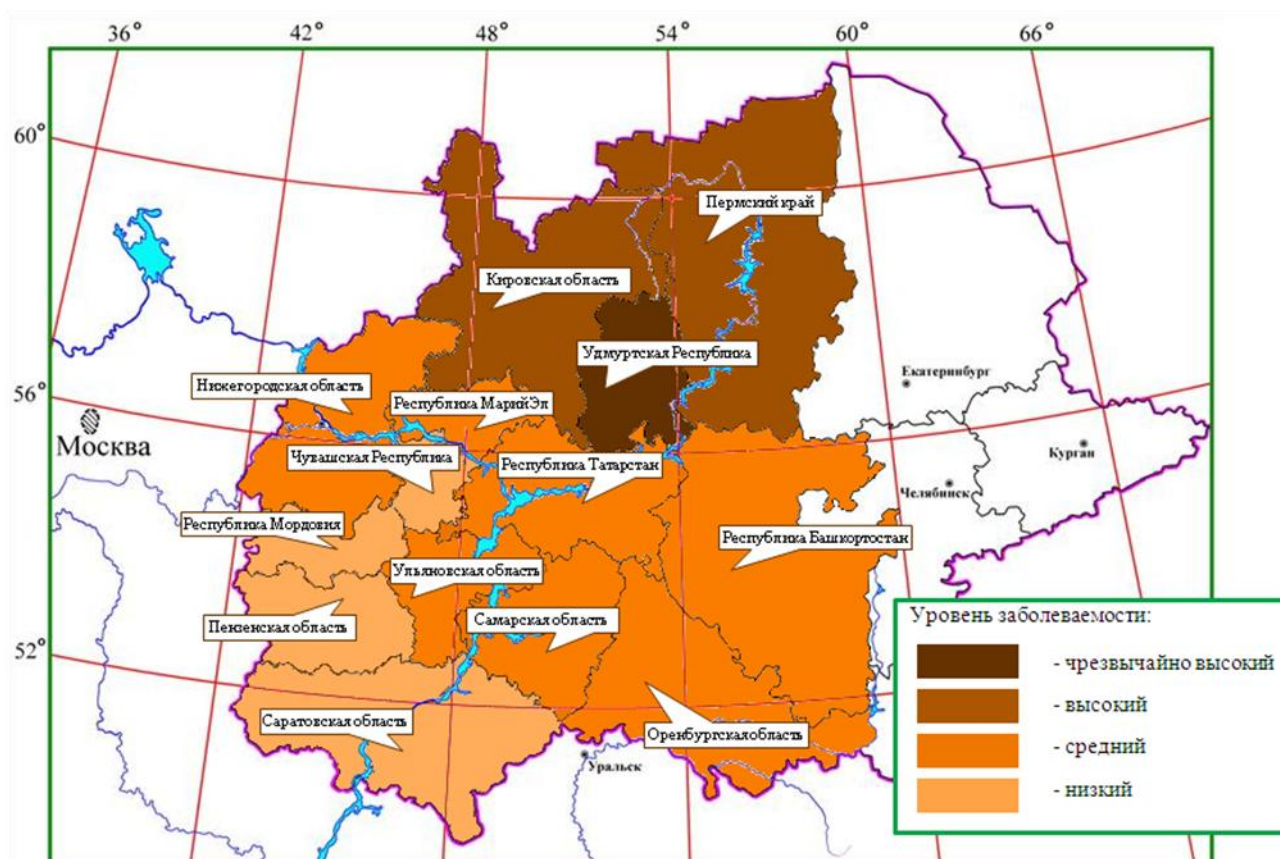 36°
42°
48°
54°
60°
66°
60°
Пермский край
Кировская область
Удмуртская Республика
Екатеринбург
Нижегородская область
56°
Республика МарийЭл
Москва
Чувашская Республика
Республика Татарстан
Курган
Челябинск
Республика Мордовия
Республика Башкортостан
Ульяновская область
Самарская область
Пензенская область
52°
Саратовская область
Оренбургская область
Уральск
Уровень заболеваемости:
- чрезвычайно высокий
- высокий
- средний
- низкий